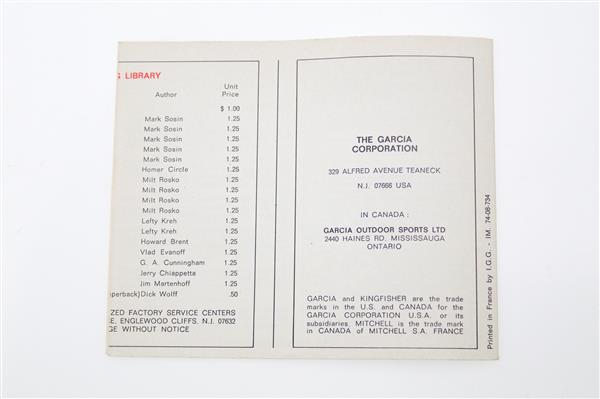 G LIBRARY
Unit
Author Price
$ 1.00
Mark Sosin 1.25
Mark Sosin 1.25
Mark Sosin 1.25
Mark Sosin 1.25
Mark Sosin 1.25
Homer Circle 1.25
Milt Rosko 1.25
Milt Rosko 1.25
Milt Rosko 1.25
Milt Rosko 1.25
Lefty Kreh 1.25
Lefty Kreh 1.25
Howard Brent 1.25
Vlad Evanoff 1.25
G. A. Cunningham 1.25
Jerry Chiappetta 1.25
Jim Martenhoff 1.25
aperback) Dick Wolff .50
ZED FACTORY SERVICE CENTERS
E, ENGLEWOOD CLIFFS, N.J. 07632
GE WITHOUT NOTICE
THE GARCIA
CORPORATION
329 ALFRED AVENUE TEANECK
N.J. 07666 USA
IN CANADA :
GARCIA OUTDOOR SPORTS LTD
2440 HAINES RD, MISSISSAUGA
ONTARIO
GARCIA and KINGFISHER are the trade
marks in the U.S. and CANADA for the
GARCIA CORPORATION U.S.A. or its
subsidiaries. MITCHELL is the trade mark
in CANADA of MITCHELL S.A. FRANCE
Printed in France by I.G.G. - IM. 74-08-734